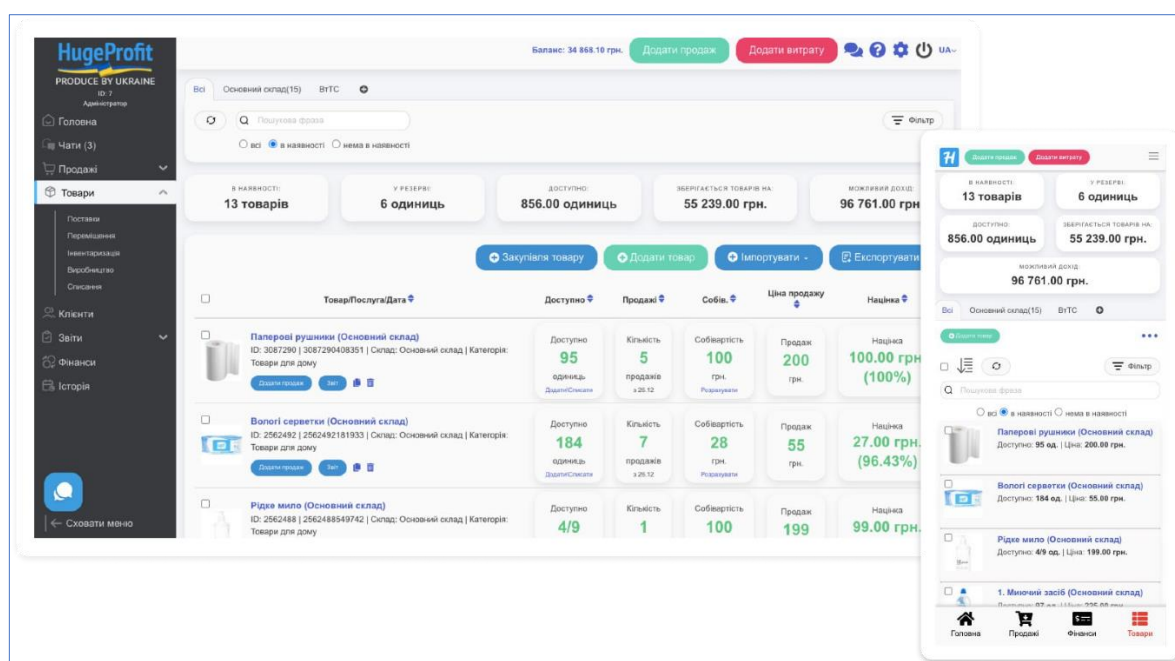 HugeProfit
PRODUCE BY UKRAINE
ID: 7
Адміністратор
Головна
Чати (3)
Продажі
Товари
Поставки
Переміщення
Інвентаризація
Виробництво
Списання
Клієнти
Звіти
Фінанси
Історія
← Сховати меню
Баланс: 34 868.10 грн.
Додати продаж
Додати витрату
UA
Всі
Основний склад(15)
ВтТС
Пошукова фраза
Фільтр
всі в наявності нема в наявності
В НАЯВНОСТІ:
13 товарів
У РЕЗЕРВІ:
6 одиниць
ДОСТУПНО:
856.00 одиниць
ЗБЕРІГАЄТЬСЯ ТОВАРІВ НА:
55 239.00 грн.
МОЖЛИВИЙ ДОХІД:
96 761.00 грн
Закупівля товару
Додати товар
Імпортувати -
Експортувати
Товар/Послуга/Дата
Доступно
Продажі
Собів.
Ціна продажу
Націнка
Паперові рушники (Основний склад)
ID: 3087290 | 3087290408351 | Склад: Основний склад | Категорія:
Товари для дому
Додати продаж
Звіт
Доступно
95
одиниць
Додати/Списати
Кількість
5
продажів
з 26.12
Собівартість
100
грн.
Розрахувати
Продаж
200
грн.
Націнка
100.00 грн
(100%)
Вологі серветки (Основний склад)
ID: 2562492 | 2562492181933 | Склад: Основний склад | Категорія:
Товари для дому
Додати продаж
Звіт
Доступно
184
одиниць
Додати/Списати
Кількість
7
продажів
з 26.12
Собівартість
28
грн.
Розрахувати
Продаж
55
грн.
Націнка
27.00 грн.
(96.43%)
Рідке мило (Основний склад)
ID: 2562488 | 2562488549742 | Склад: Основний склад | Категорія:
Товари для дому
Доступно
4/9
Кількість
1
Собівартість
100
Продаж
199
Націнка
99.00 грн.
H
Додати продаж
Додати витрату
В НАЯВНОСТІ:
13 товарів
У РЕЗЕРВІ:
6 одиниць
ДОСТУПНО:
856.00 одиниць
ЗБЕРІГАЄТЬСЯ ТОВАРІВ НА:
55 239.00 грн.
МОЖЛИВИЙ ДОХІД:
96 761.00 грн.
Всі
Основний склад(15)
ВтТС
Додати товар
Фільтр
Пошукова фраза
всі в наявності нема в наявності
Паперові рушники (Основний склад)
Доступно: 95 од. | Ціна: 200.00 грн.
Вологі серветки (Основний склад)
Доступно: 184 од. | Ціна: 55.00 грн.
Рідке мило (Основний склад)
Доступно: 4/9 од. | Ціна: 199.00 грн.
1. Миючий засіб (Основний склад)
Головна
Продажі
Фінанси
Товари